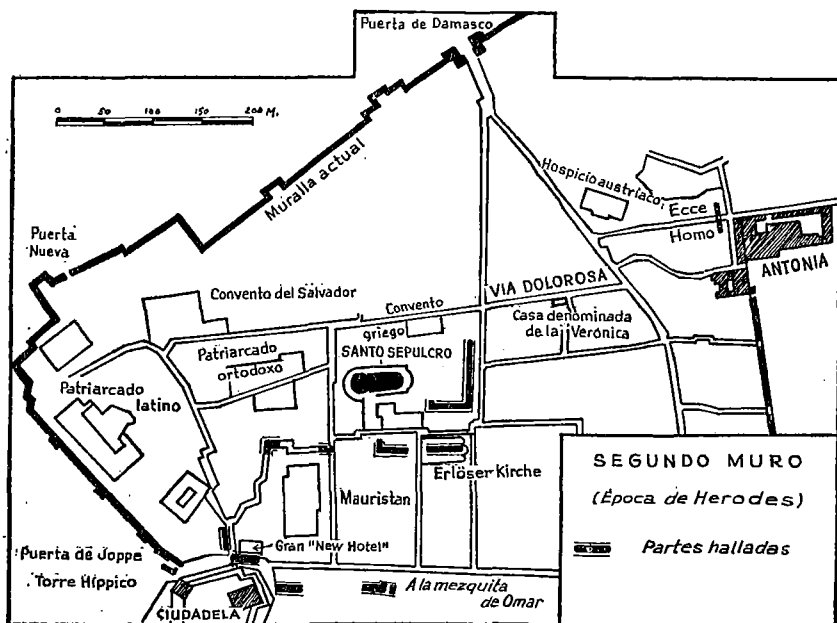 Puerta de Damasco
0 50 100 150 200 M.
Muralla actual
Puerta
Nueva
Hospicio austríaco
Ecce
Homo
ANTONIA
VIA DOLOROSA
Convento del Salvador
Convento
griego
Casa denominada
de la Verónica
Patriarcado
ortodoxo
SANTO SEPULCRO
Patriarcado
latino
Erlöser Kirche
Mauristan
Gran "New Hotel"
Puerta de Joppe
Torre Híppico
CIUDADELA
A la mezquita
de Omar
SEGUNDO MURO
(Época de Herodes)
Partes halladas